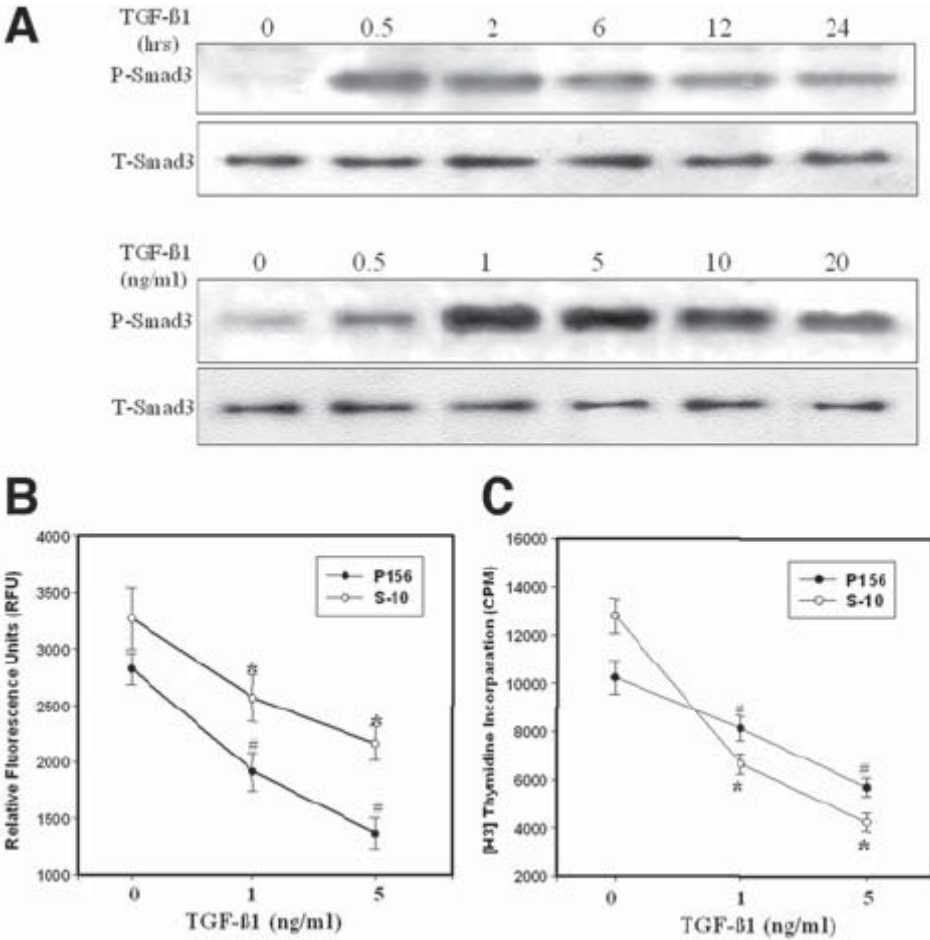 A
TGF-ß1 (hrs) 0 0.5 2 6 12 24
P-Smad3
T-Smad3
TGF-ß1 (ng/ml) 0 0.5 1 5 10 20
P-Smad3
T-Smad3
B
Relative Fluorescence Units (RFU)
4000
3500
3000
2500
2000
1500
1000
P156
S-10
#
*
#
*
#
0 1 5
TGF-ß1 (ng/ml)
C
[H3] Thymidine Incorporation (CPM)
16000
14000
12000
10000
8000
6000
4000
2000
P156
S-10
#
*
#
*
0 1 5
TGF-ß1 (ng/ml)